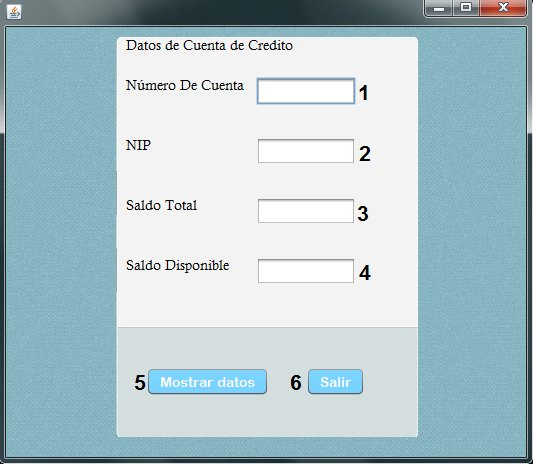 Datos de Cuenta de Credito
Número De Cuenta 1
NIP 2
Saldo Total 3
Saldo Disponible 4
5 Mostrar datos 6 Salir